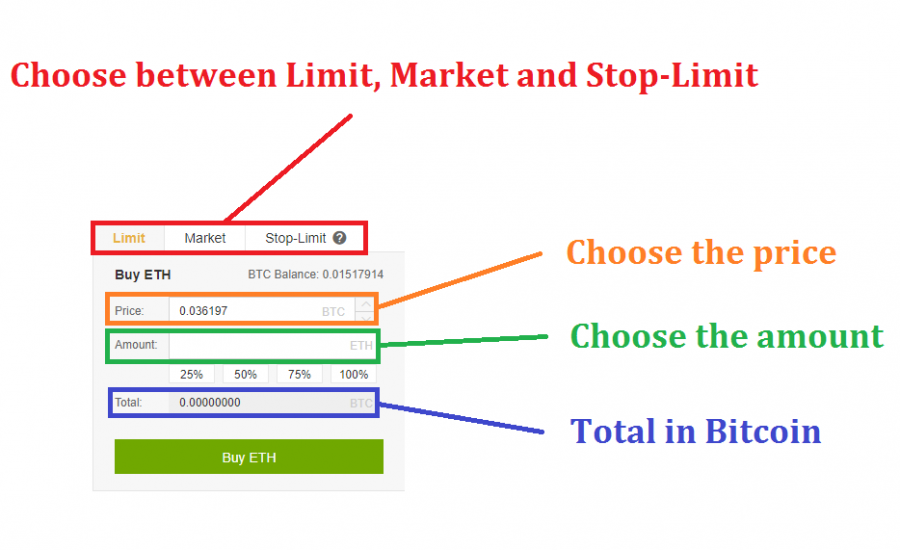 Choose between Limit, Market and Stop-Limit
Limit Market Stop-Limit ?
Buy ETH BTC Balance: 0.01517914
Choose the price
Price: 0.036197 BTC
Choose the amount
Amount: ETH
25% 50% 75% 100%
Total: 0.00000000 BTC
Total in Bitcoin
Buy ETH